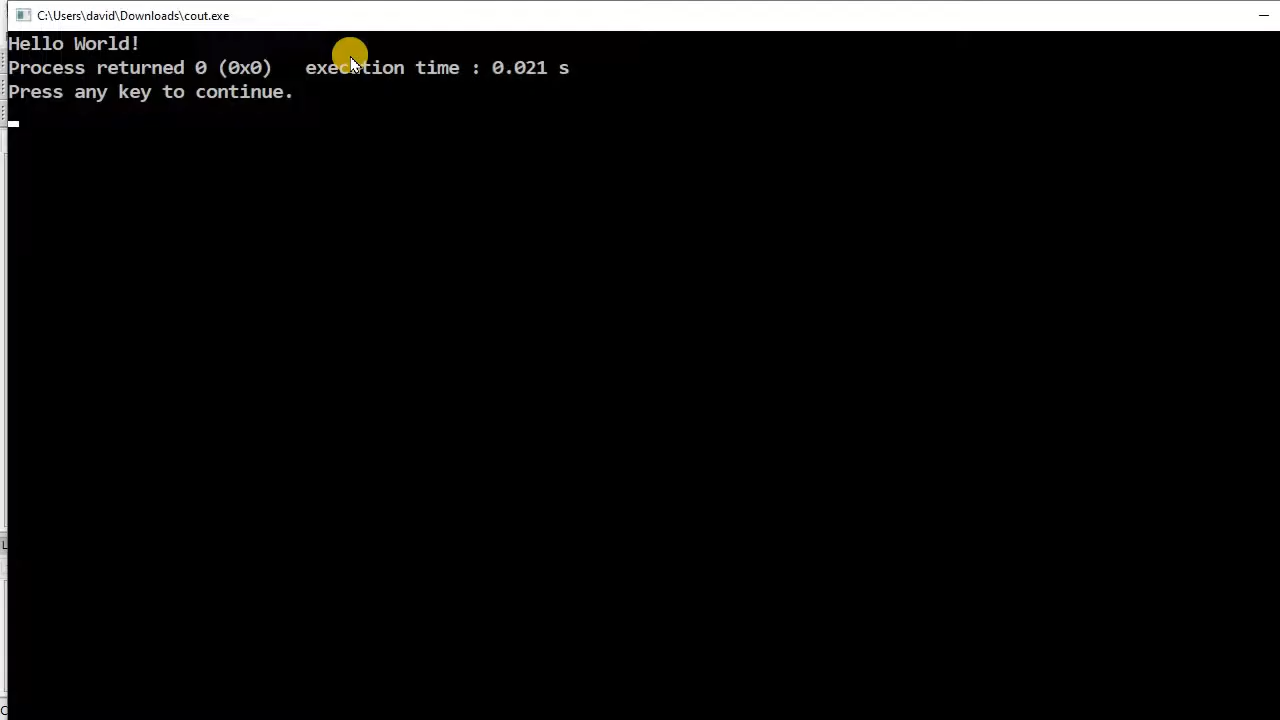 C:\Users\david\Downloads\cout.exe
Hello World!
Process returned 0 (0x0)   execution time : 0.021 s
Press any key to continue.